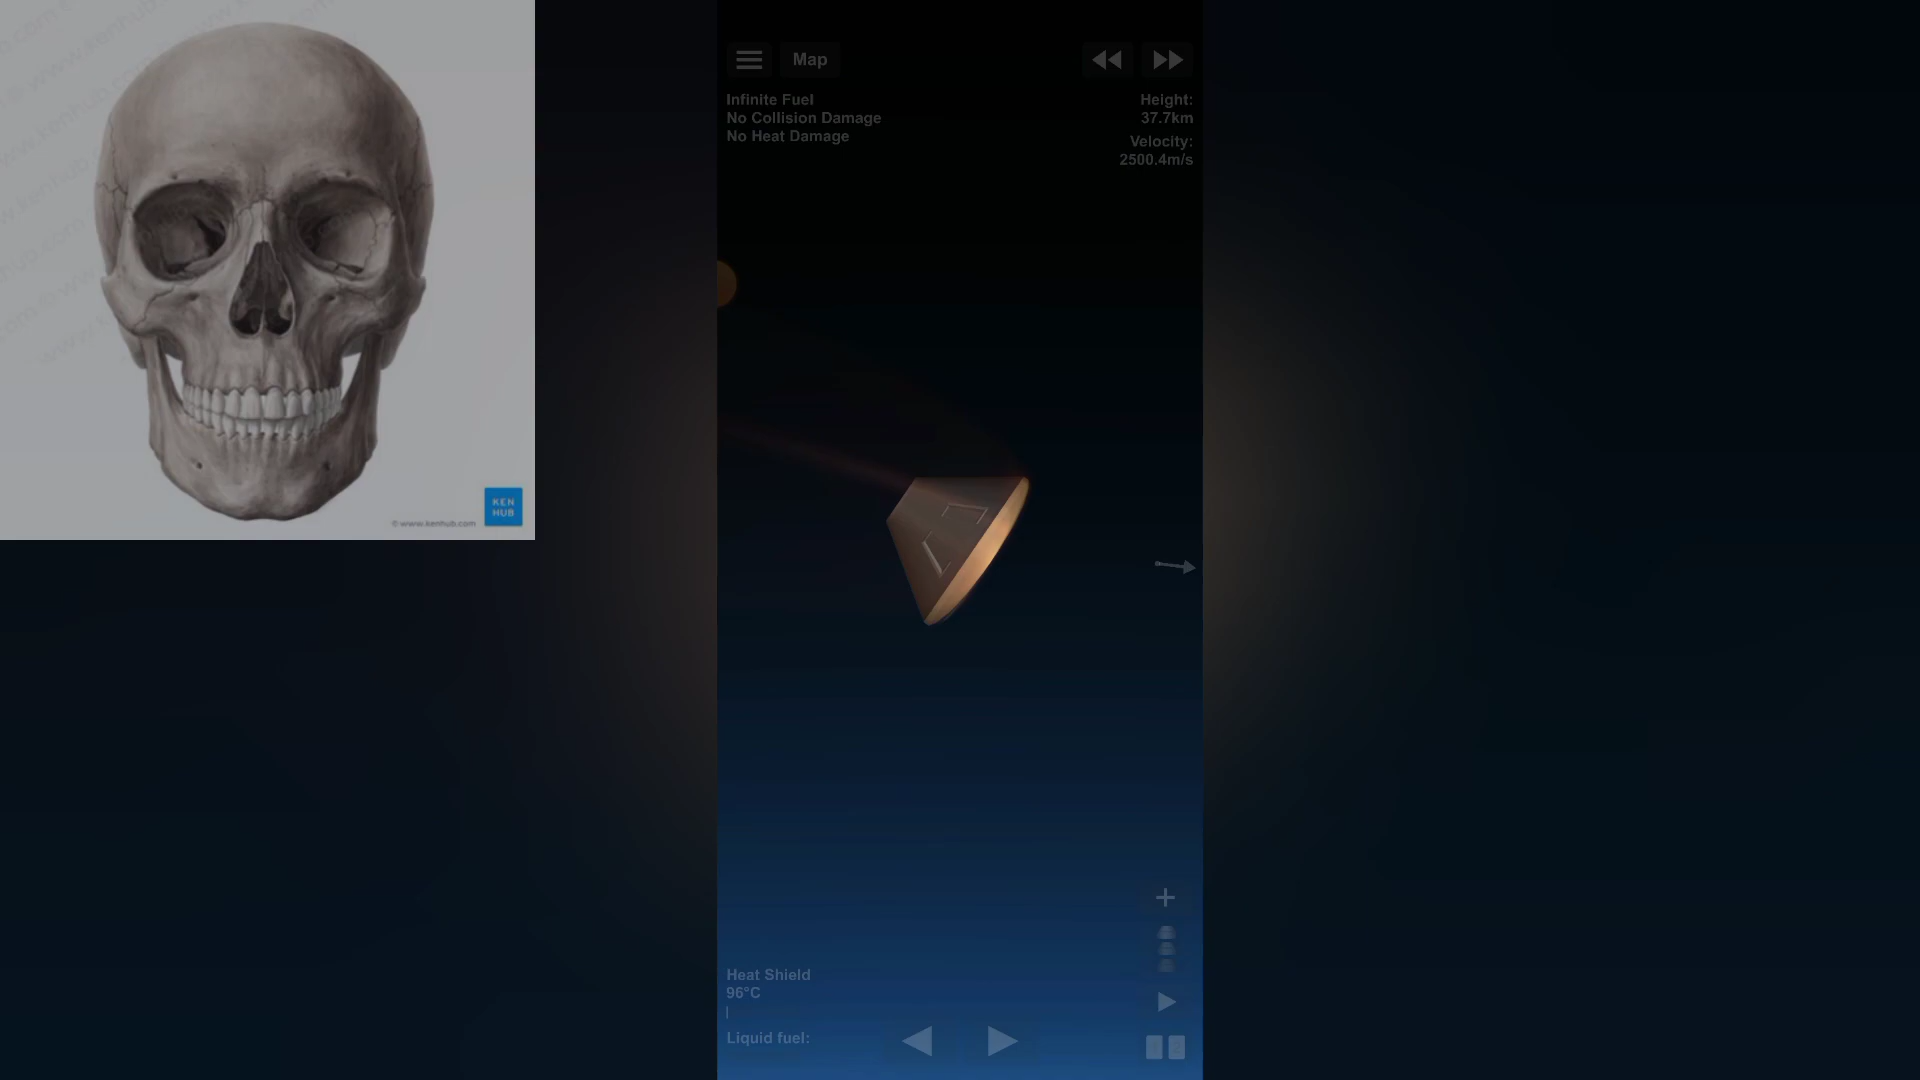 Map
Infinite Fuel
No Collision Damage
No Heat Damage
Height:
37.7km
Velocity:
2500.4m/s
KEN
HUB
© www.kenhub.com
Heat Shield
96°C
Liquid fuel: